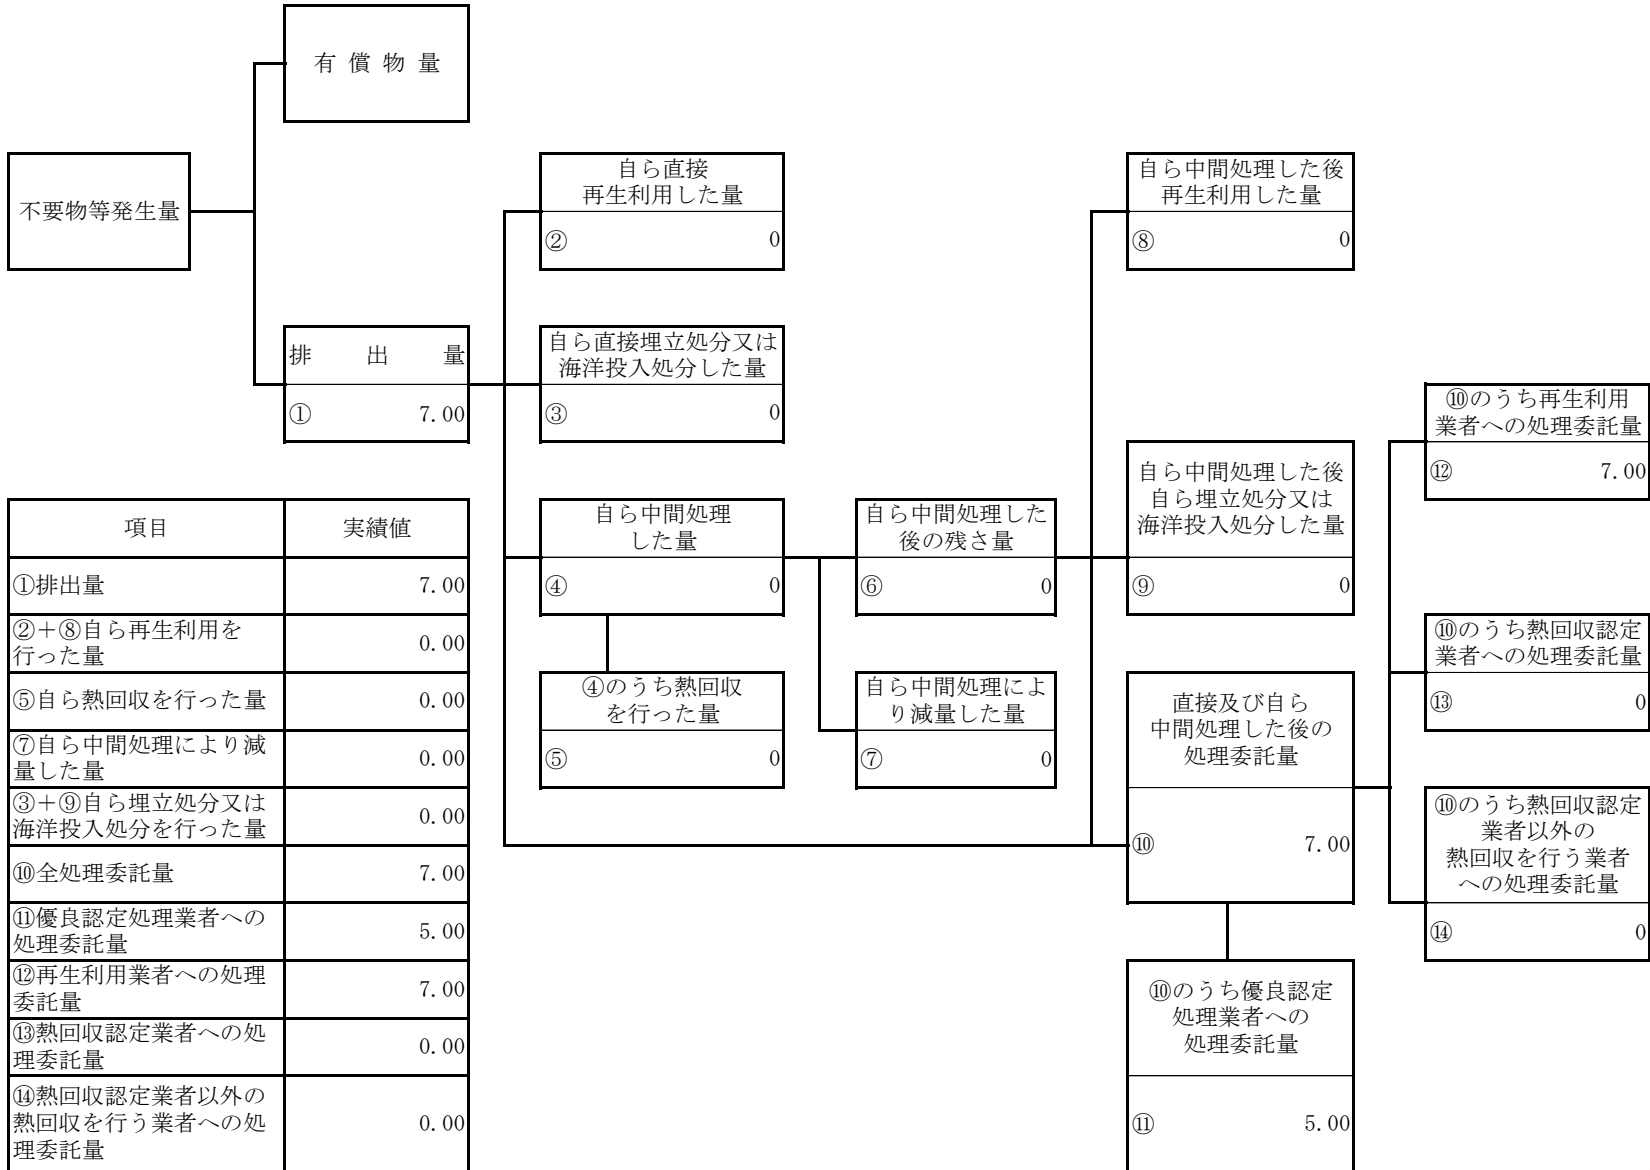 有 償 物 量
不要物等発生量
自ら直接
再生利用した量
② 0
自ら中間処理した後
再生利用した量
⑧ 0
排 出 量
① 7.00
自ら直接埋立処分又は
海洋投入処分した量
③ 0
⑩のうち再生利用
業者への処理委託量
⑫ 7.00
自ら中間処理
した量
④ 0
自ら中間処理した
後の残さ量
⑥ 0
自ら中間処理した後
自ら埋立処分又は
海洋投入処分した量
⑨ 0
⑩のうち熱回収認定
業者への処理委託量
⑬ 0
④のうち熱回収
を行った量
⑤ 0
自ら中間処理によ
り減量した量
⑦ 0
直接及び自ら
中間処理した後の
処理委託量
⑩ 7.00
⑩のうち熱回収認定
業者以外の
熱回収を行う業者
への処理委託量
⑭ 0
⑩のうち優良認定
処理業者への
処理委託量
⑪ 5.00
項目 実績値
①排出量 7.00
②+⑧自ら再生利用を
行った量 0.00
⑤自ら熱回収を行った量 0.00
⑦自ら中間処理により減
量した量 0.00
③+⑨自ら埋立処分又は
海洋投入処分を行った量 0.00
⑩全処理委託量 7.00
⑪優良認定処理業者への
処理委託量 5.00
⑫再生利用業者への処理
委託量 7.00
⑬熱回収認定業者への処
理委託量 0.00
⑭熱回収認定業者以外の
熱回収を行う業者への処
理委託量 0.00